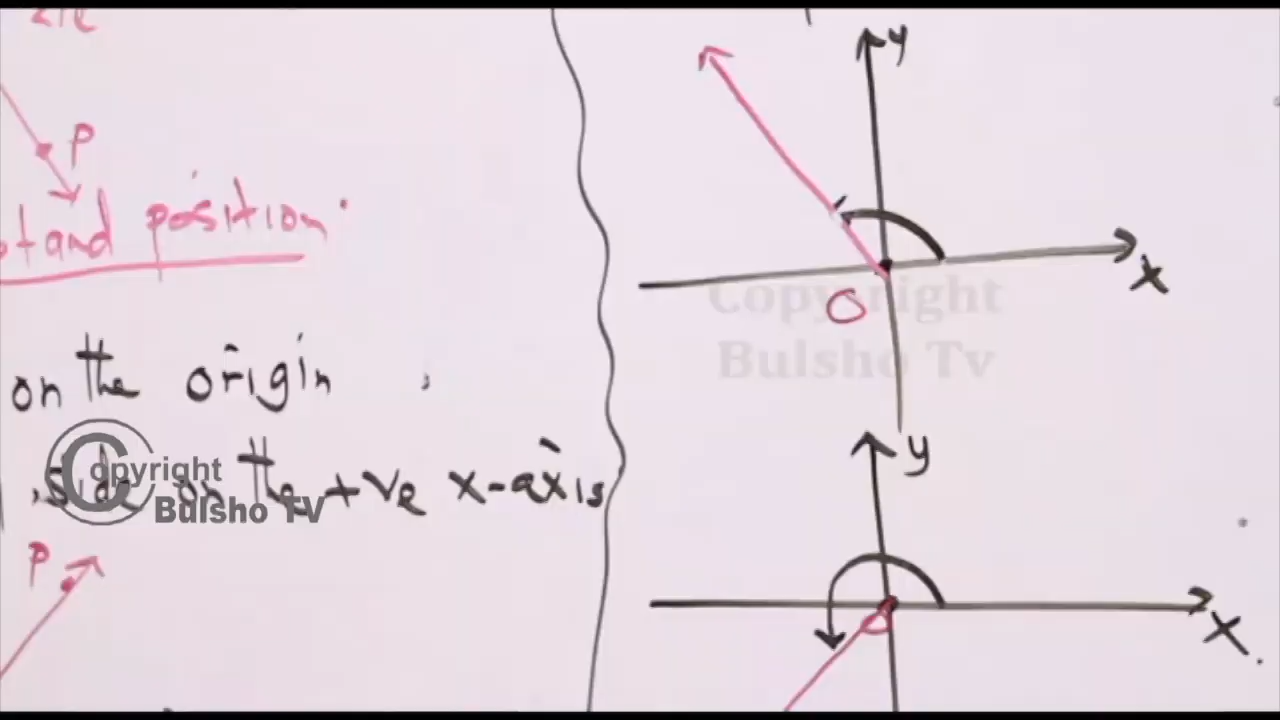 P
stand position.
on the origin
side on the +ve x-axis
P
y
x
O
y
x
O
Copyright
Bulsho Tv
Copyright
Bulsho TV